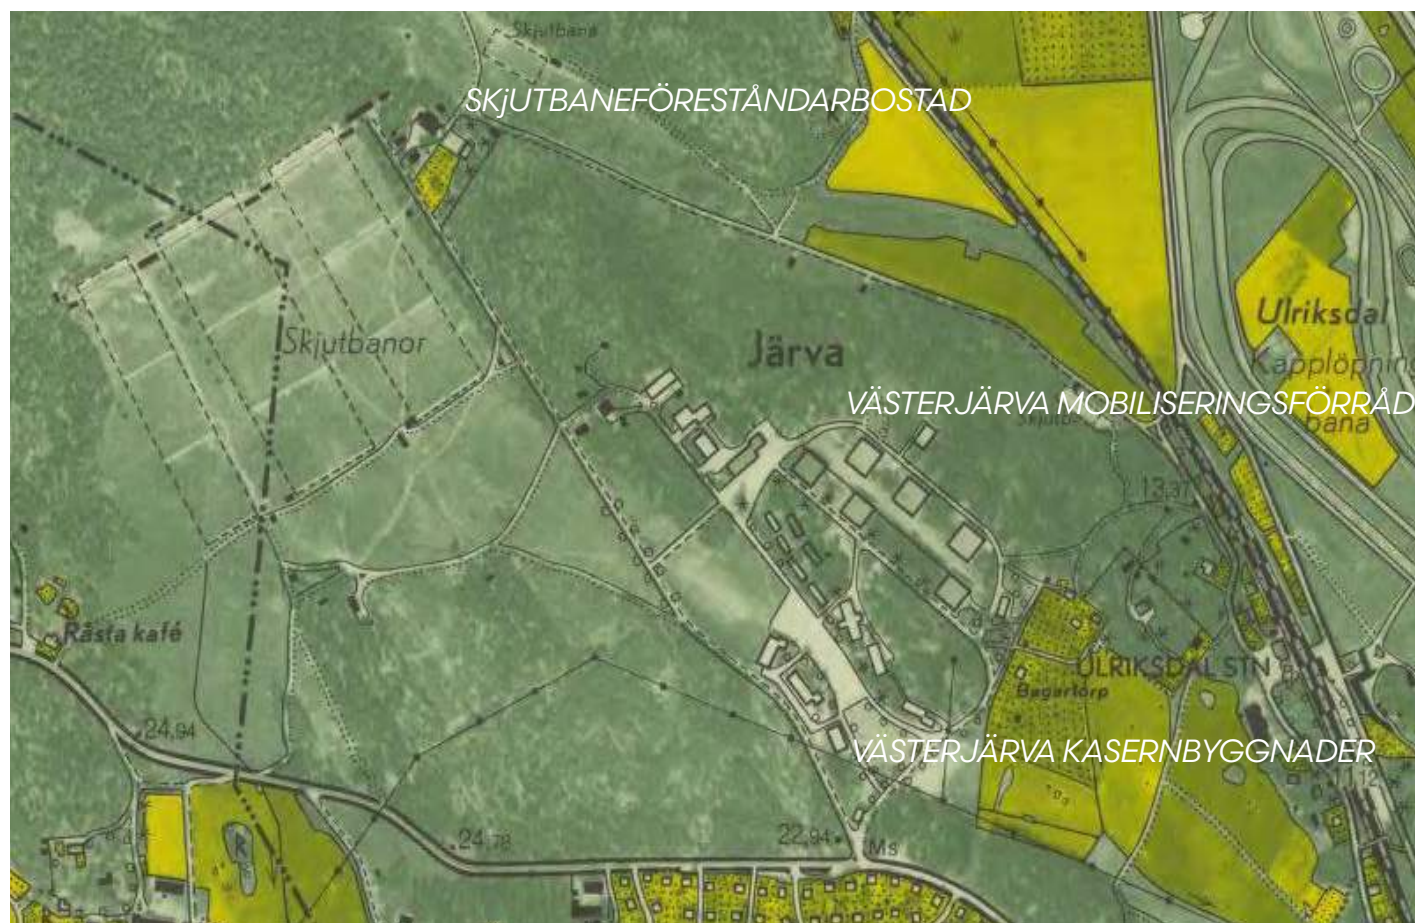 Skjutbana
SKjUTBANEFÖRESTÅNDARBOSTAD
Ulriksdal
Skjutbanor
Järva
Kapplöpning
VÄSTERJÄRVA MOBILISERINGSFÖRRÅD
Skjutb
bana
13,37
Råsta kafé
ULRIKSDAL STN
Bagartorp
24,94
VÄSTERJÄRVA KASERNBYGGNADER
24,78
22,94
Ms